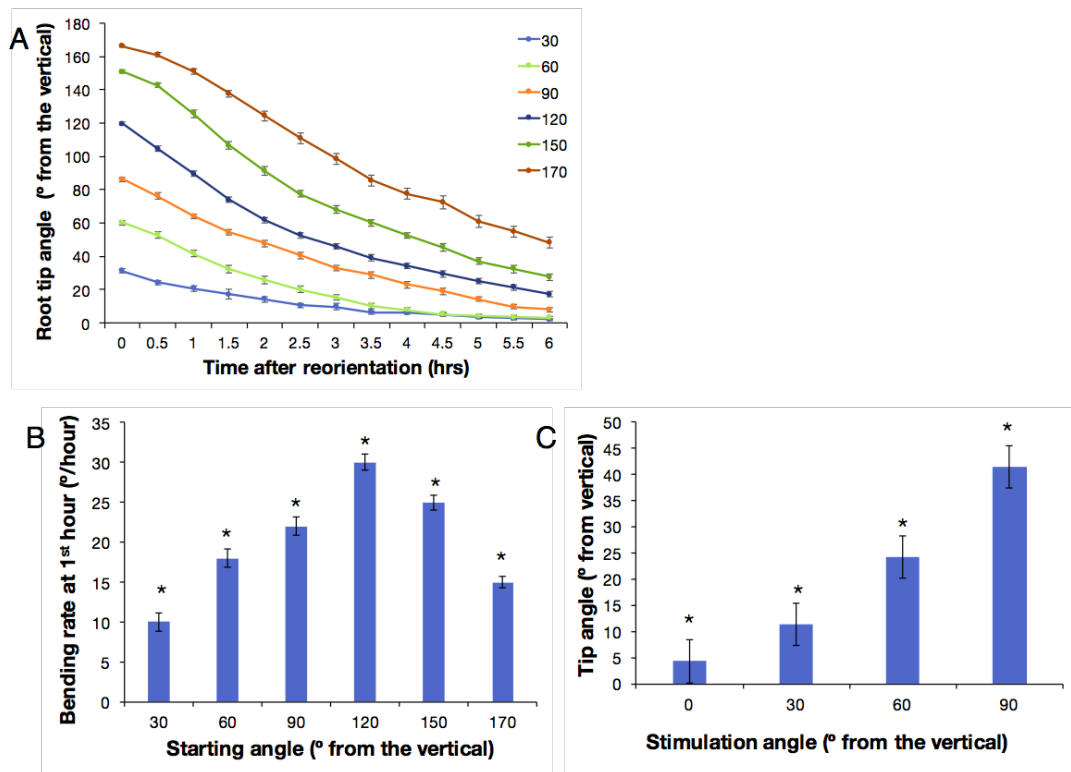 A
180
160
140
120
100
80
60
40
20
0
Root tip angle (º from the vertical)
30
60
90
120
150
170
0 0.5 1 1.5 2 2.5 3 3.5 4 4.5 5 5.5 6
Time after reorientation (hrs)
B
35
30
25
20
15
10
5
0
Bending rate at 1st hour (º/hour)
* * * * * *
30 60 90 120 150 170
Starting angle (º from the vertical)
C
50
45
40
35
30
25
20
15
10
5
0
Tip angle (º from vertical)
* * * *
0 30 60 90
Stimulation angle (º from the vertical)